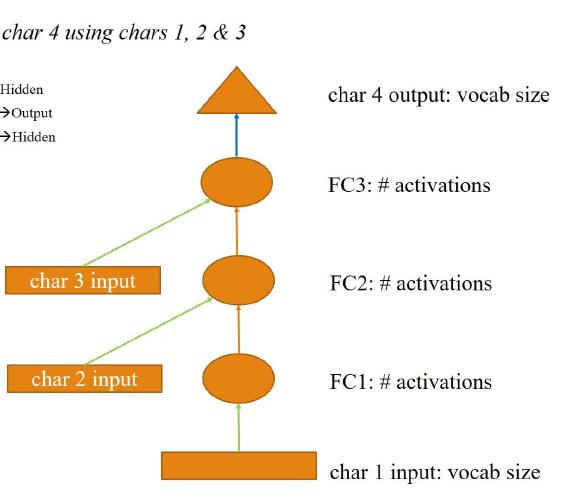 char 4 using chars 1, 2 & 3
Hidden
→Output
→Hidden
char 4 output: vocab size
FC3: # activations
char 3 input
FC2: # activations
char 2 input
FC1: # activations
char 1 input: vocab size